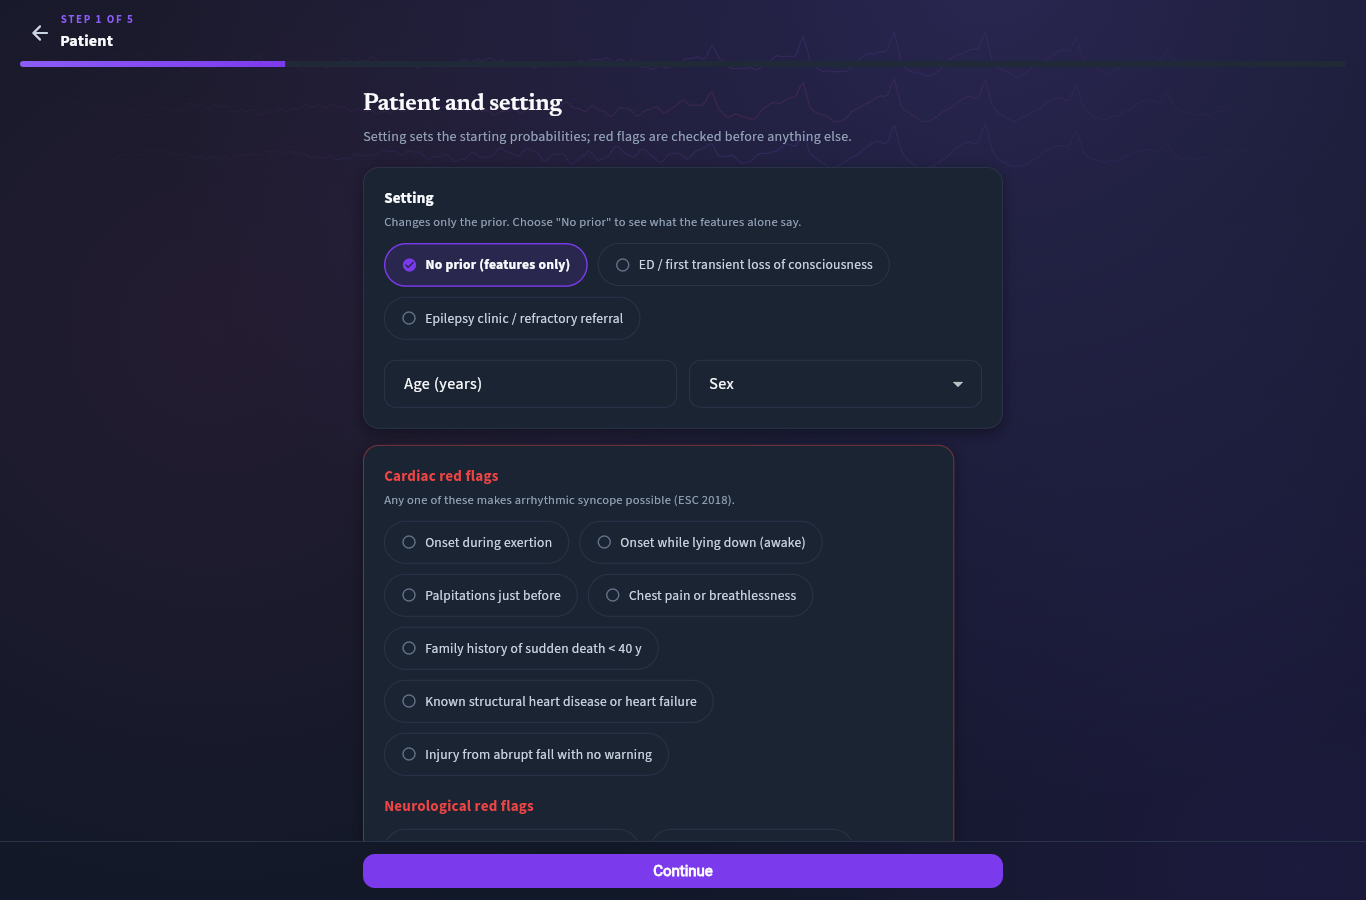 STEP 1 OF 5
Patient
Patient and setting
Setting sets the starting probabilities; red flags are checked before anything else.
Setting
Changes only the prior. Choose "No prior" to see what the features alone say.
No prior (features only)
ED / first transient loss of consciousness
Epilepsy clinic / refractory referral
Age (years)
Sex
Cardiac red flags
Any one of these makes arrhythmic syncope possible (ESC 2018).
Onset during exertion
Onset while lying down (awake)
Palpitations just before
Chest pain or breathlessness
Family history of sudden death < 40 y
Known structural heart disease or heart failure
Injury from abrupt fall with no warning
Neurological red flags
Continue